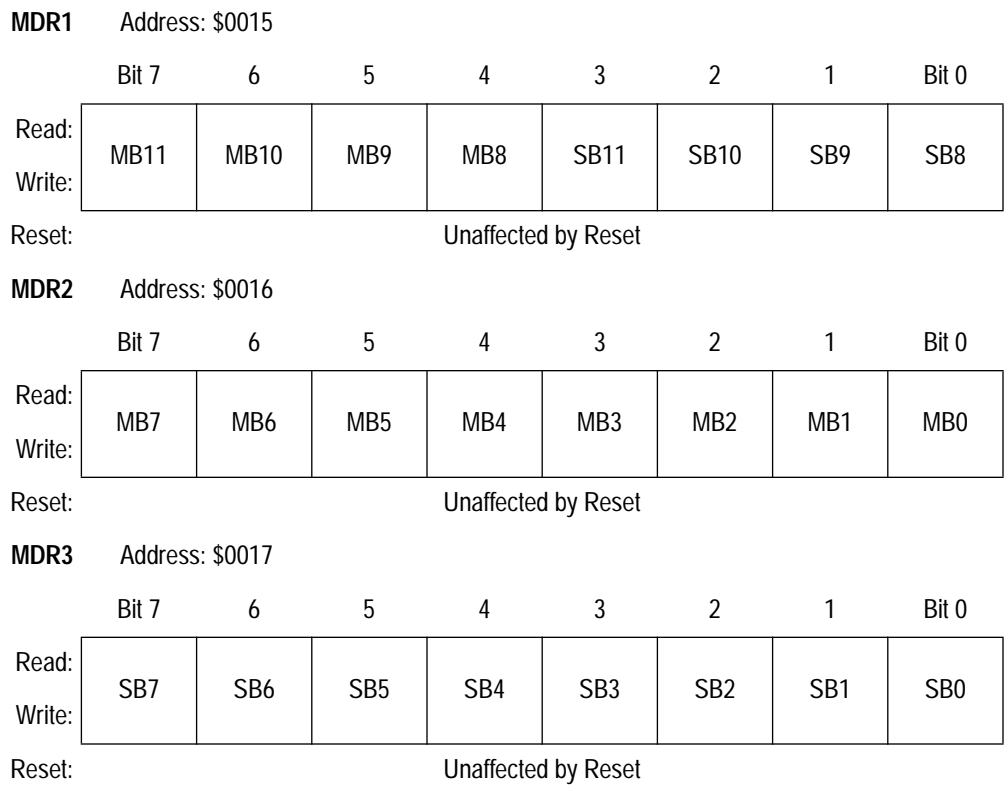 MDR1 Address: $0015
Bit 7 6 5 4 3 2 1 Bit 0
Read:
MB11 MB10 MB9 MB8 SB11 SB10 SB9 SB8
Write:
Reset: Unaffected by Reset
MDR2 Address: $0016
Bit 7 6 5 4 3 2 1 Bit 0
Read:
MB7 MB6 MB5 MB4 MB3 MB2 MB1 MB0
Write:
Reset: Unaffected by Reset
MDR3 Address: $0017
Bit 7 6 5 4 3 2 1 Bit 0
Read:
SB7 SB6 SB5 SB4 SB3 SB2 SB1 SB0
Write:
Reset: Unaffected by Reset